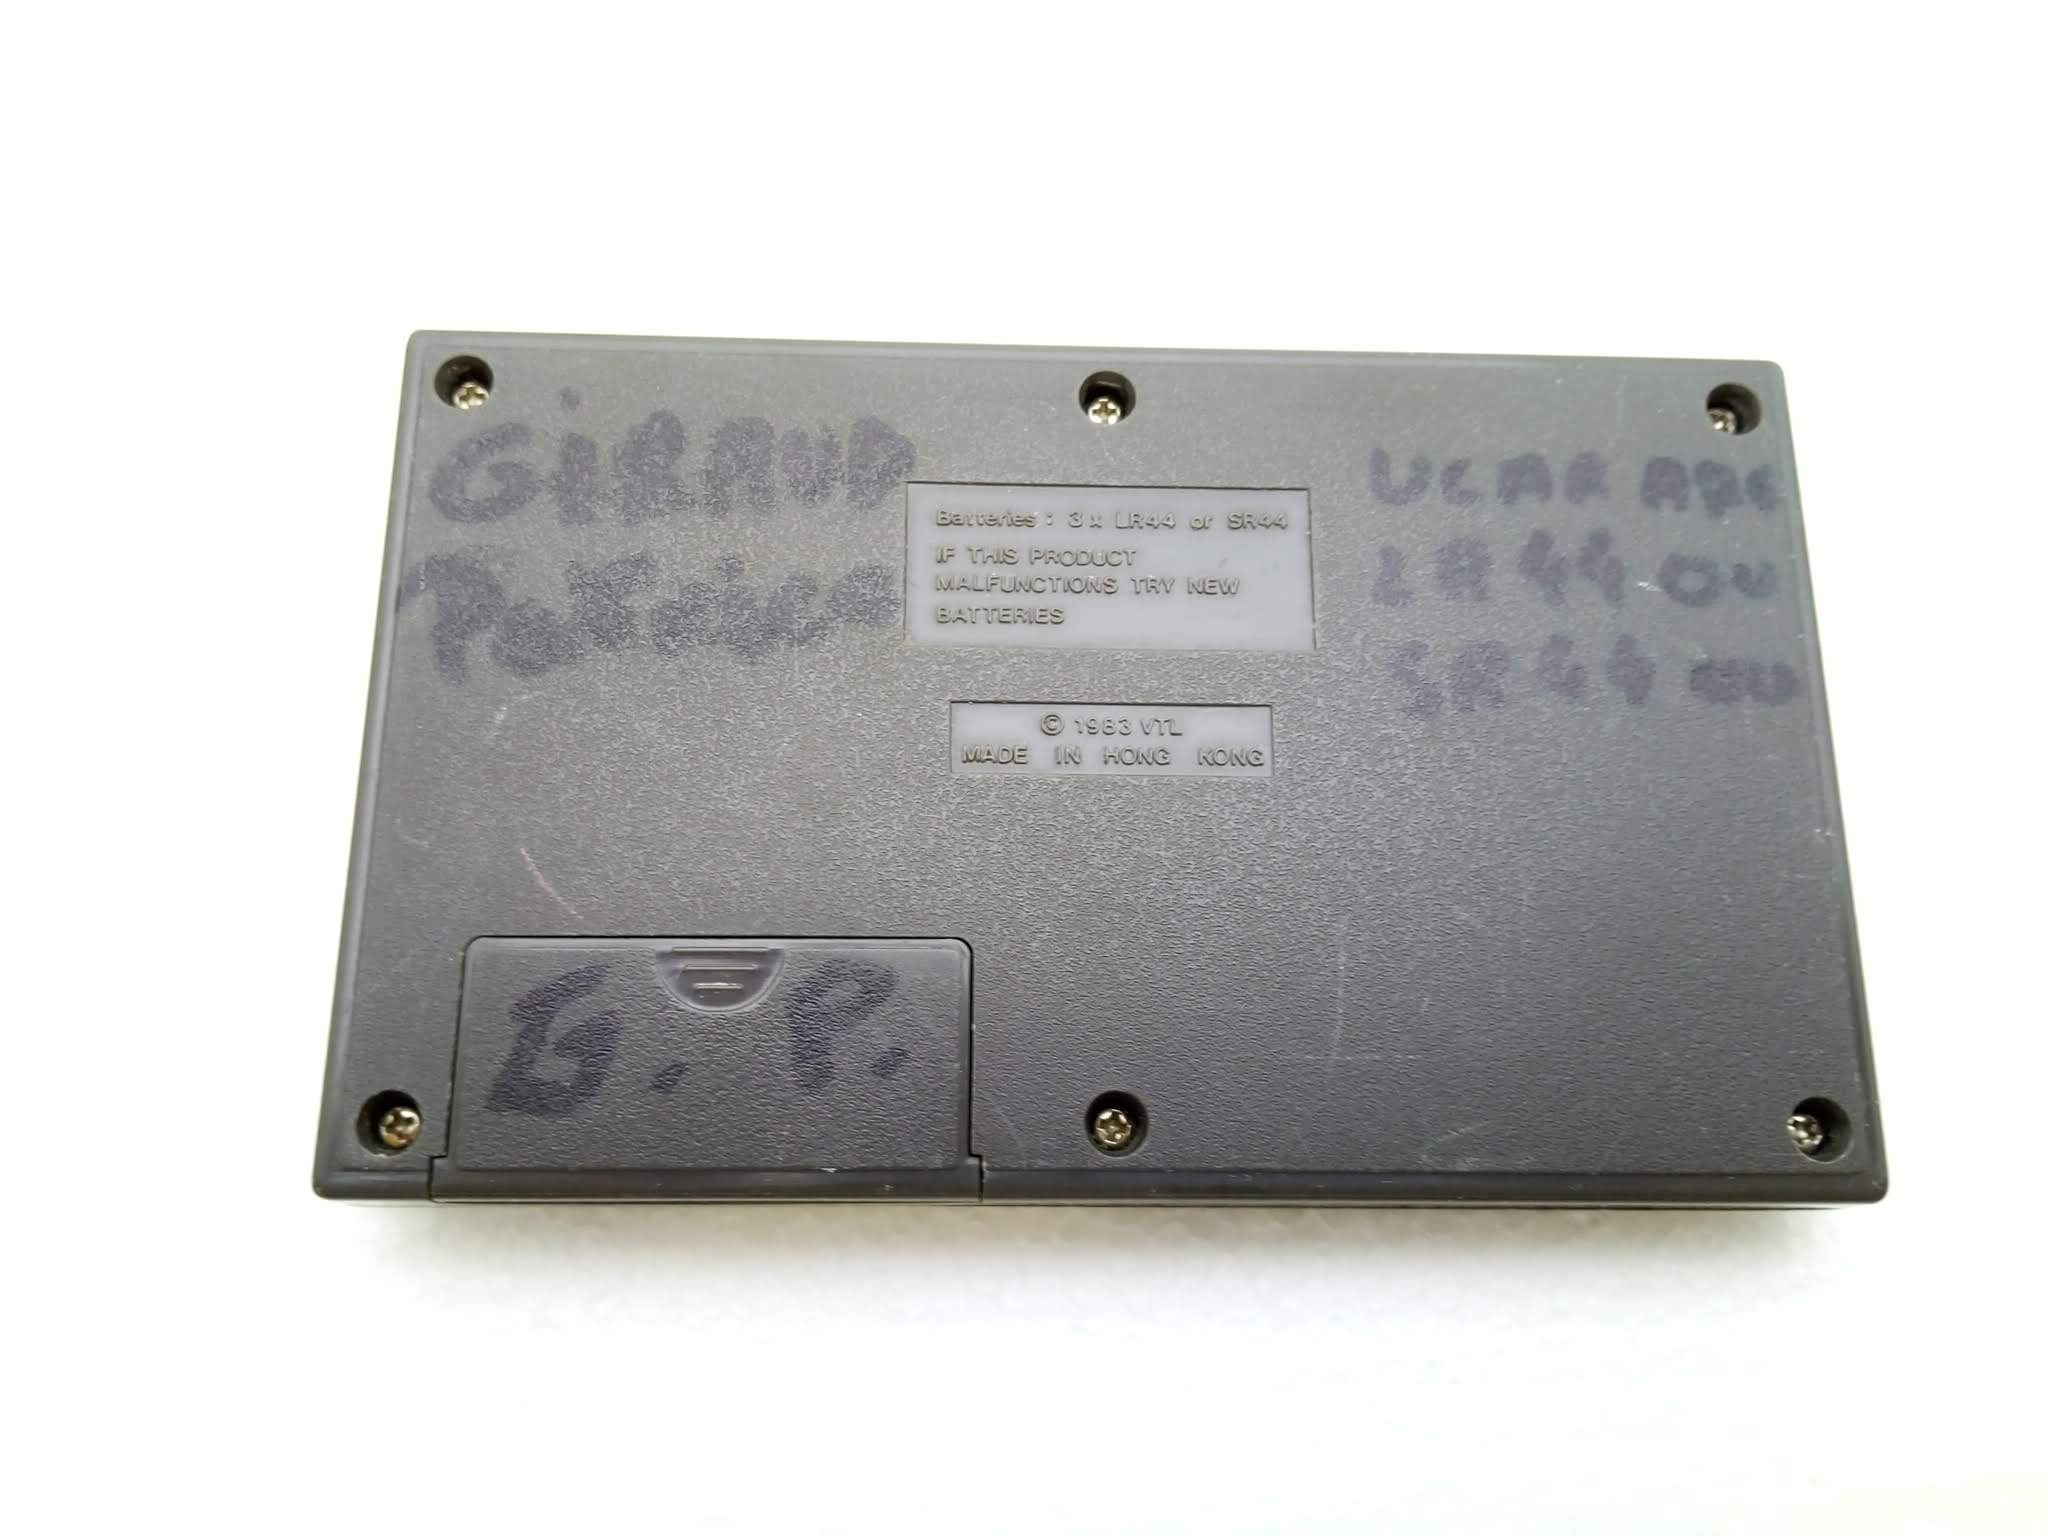 GiRAUD
Patrice
UCAR
LR44 ou
SR44 ou
Batteries: 3 x LR44 or SR44
IF THIS PRODUCT
MALFUNCTIONS TRY NEW
BATTERIES
© 1983 VTL
MADE IN HONG KONG
G. P.